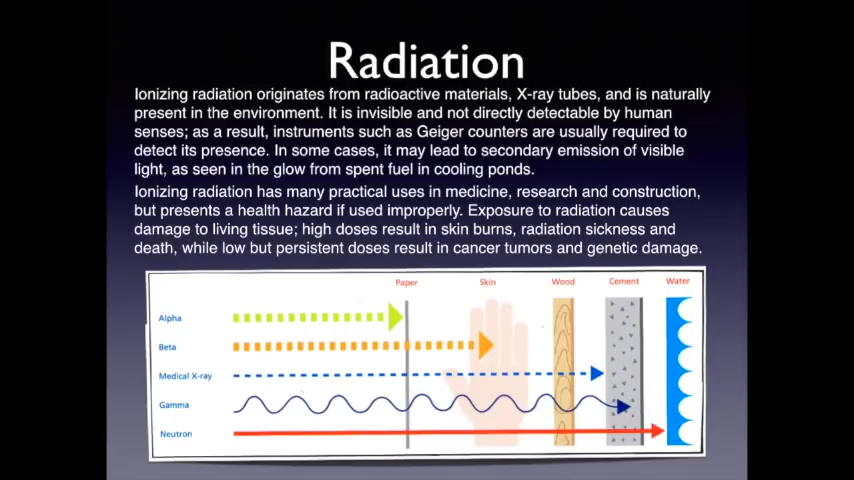 Radiation
Ionizing radiation originates from radioactive materials, X-ray tubes, and is naturally
present in the environment. It is invisible and not directly detectable by human
senses; as a result, instruments such as Geiger counters are usually required to
detect its presence. In some cases, it may lead to secondary emission of visible
light, as seen in the glow from spent fuel in cooling ponds.
Ionizing radiation has many practical uses in medicine, research and construction,
but presents a health hazard if used improperly. Exposure to radiation causes
damage to living tissue; high doses result in skin burns, radiation sickness and
death, while low but persistent doses result in cancer tumors and genetic damage.
Paper Skin Wood Cement Water
Alpha
Beta
Medical X-ray
Gamma
Neutron